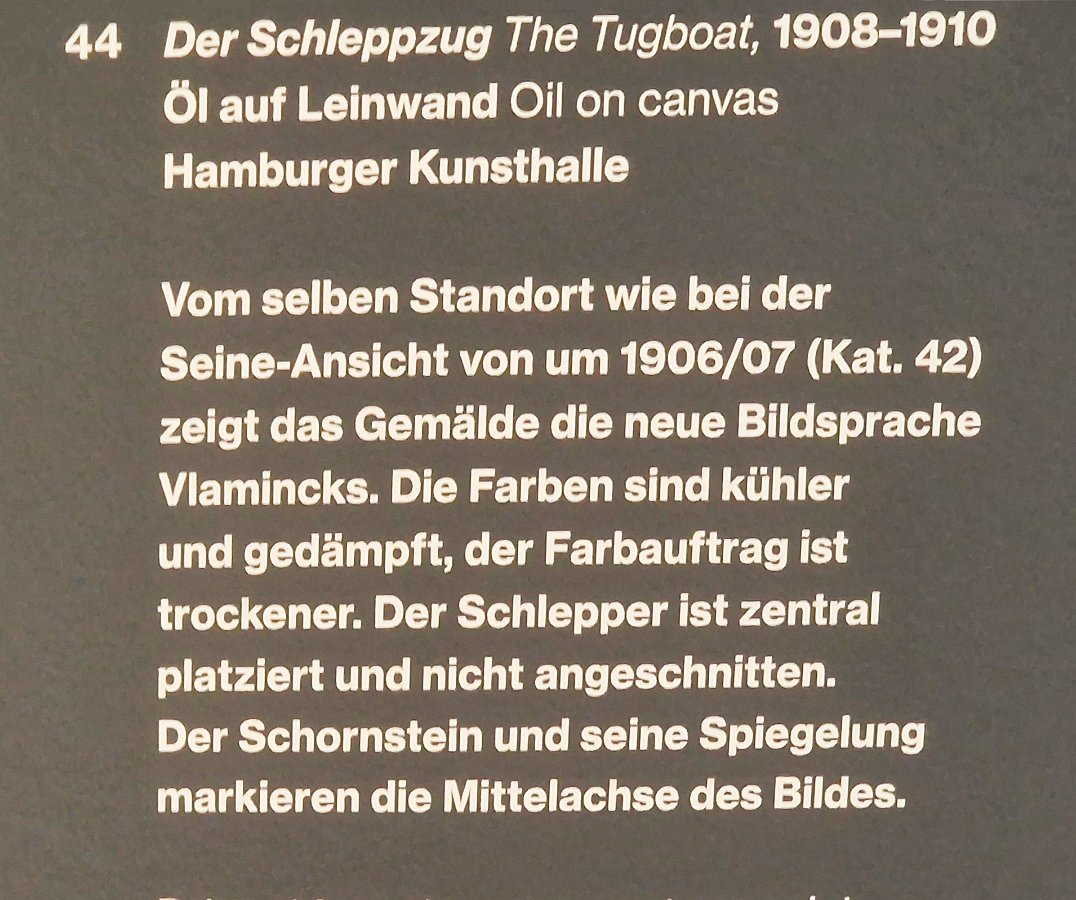 44 Der Schleppzug The Tugboat, 1908–1910
Öl auf Leinwand Oil on canvas
Hamburger Kunsthalle
Vom selben Standort wie bei der
Seine-Ansicht von um 1906/07 (Kat. 42)
zeigt das Gemälde die neue Bildsprache
Vlamincks. Die Farben sind kühler
und gedämpft, der Farbauftrag ist
trockener. Der Schlepper ist zentral
platziert und nicht angeschnitten.
Der Schornstein und seine Spiegelung
markieren die Mittelachse des Bildes.